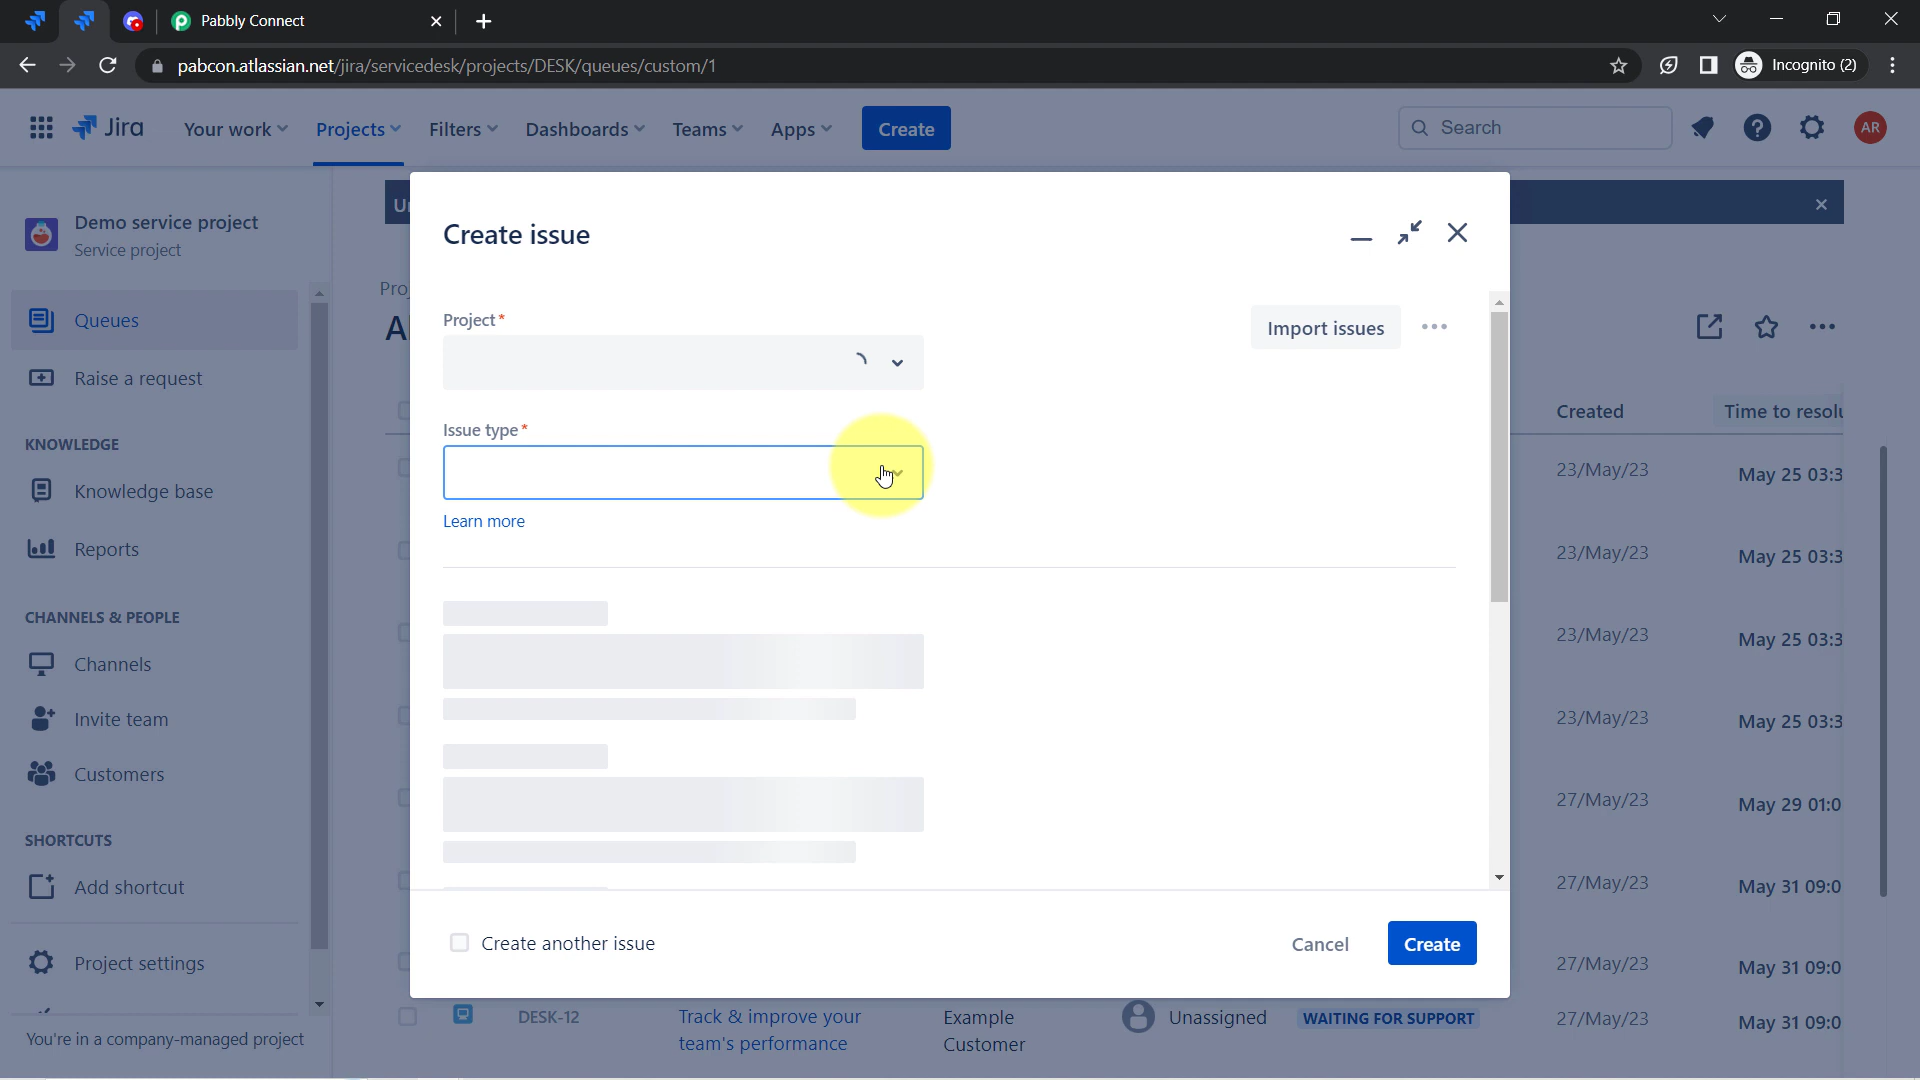 Pabbly Connect
pabcon.atlassian.net/jira/servicedesk/projects/DESK/queues/custom/1
Incognito (2)
Jira
Your work
Projects
Filters
Dashboards
Teams
Apps
Create
Search
AR
Demo service project
Service project
Queues
Raise a request
KNOWLEDGE
Knowledge base
Reports
CHANNELS & PEOPLE
Channels
Invite team
Customers
SHORTCUTS
Add shortcut
Project settings
You're in a company-managed project
Create issue
Project*
Import issues
Issue type*
Learn more
Create another issue
Cancel
Create
Created
23/May/23
May 25 03:3
23/May/23
May 25 03:3
23/May/23
May 25 03:3
23/May/23
May 25 03:3
27/May/23
May 29 01:0
27/May/23
May 31 09:0
27/May/23
May 31 09:0
DESK-12
Track & improve your
team's performance
Example
Customer
Unassigned
WAITING FOR SUPPORT
27/May/23
May 31 09:0